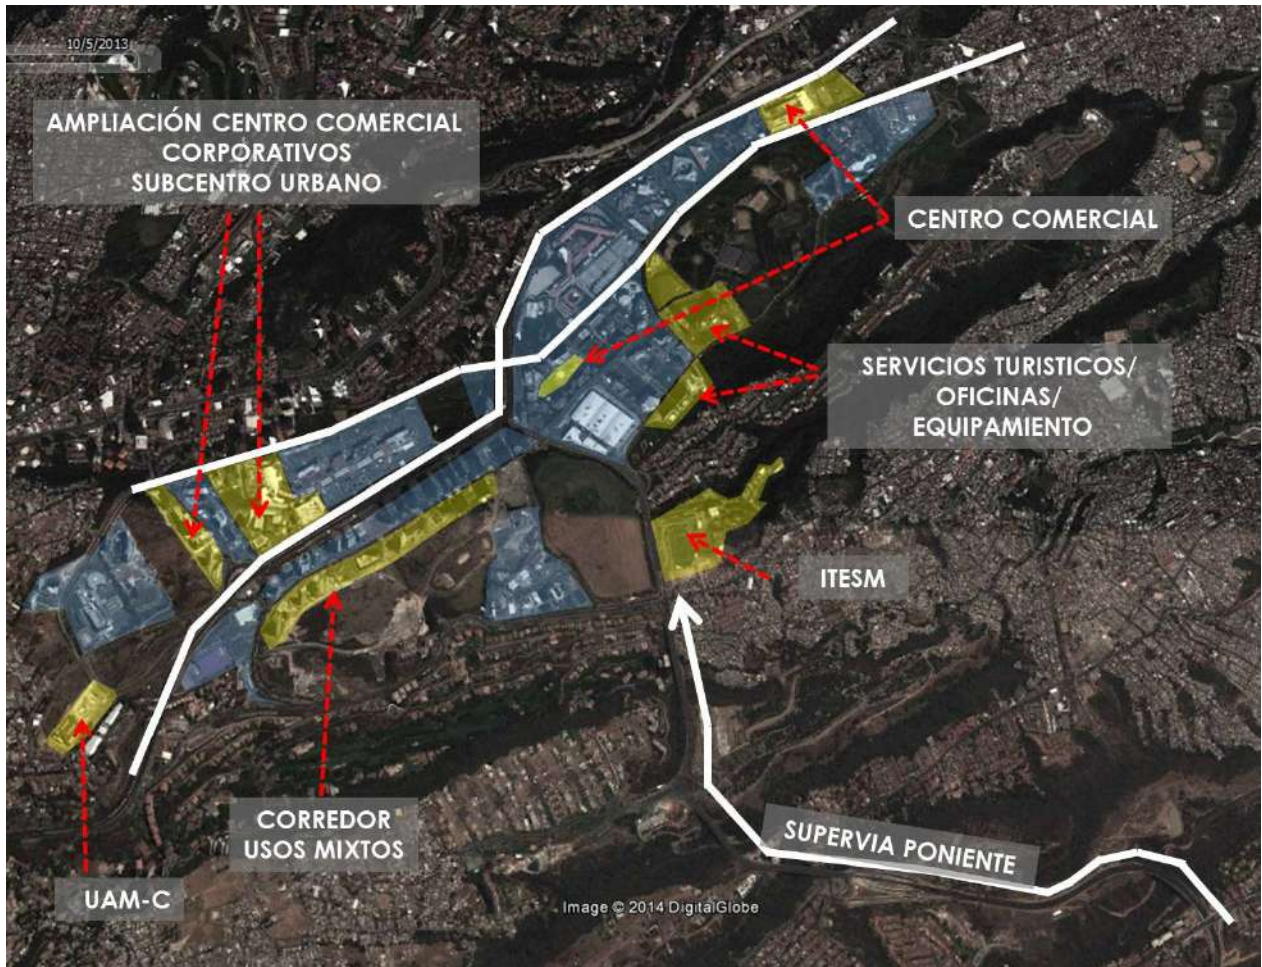 10/5/2013
AMPLIACIÓN CENTRO COMERCIAL
CORPORATIVOS
SUBCENTRO URBANO
CENTRO COMERCIAL
SERVICIOS TURISTICOS/
OFICINAS/
EQUIPAMIENTO
ITESM
CORREDOR
USOS MIXTOS
SUPERVIA PONIENTE
UAM-C
Image © 2014 DigitalGlobe